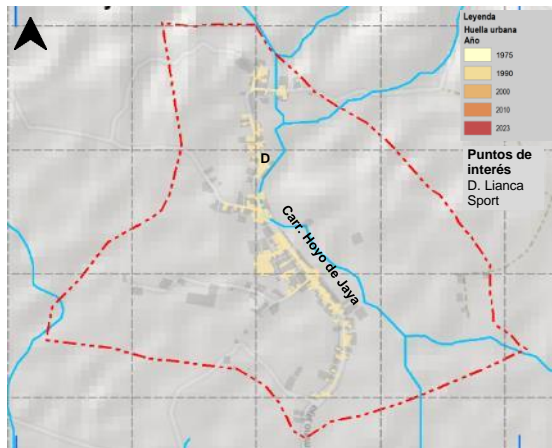 Leyenda
Huella urbana
Año
1975
1990
2000
2010
2023
Puntos de
interés
D. Lianca
Sport
D
Carr. Hoyo de Jaya